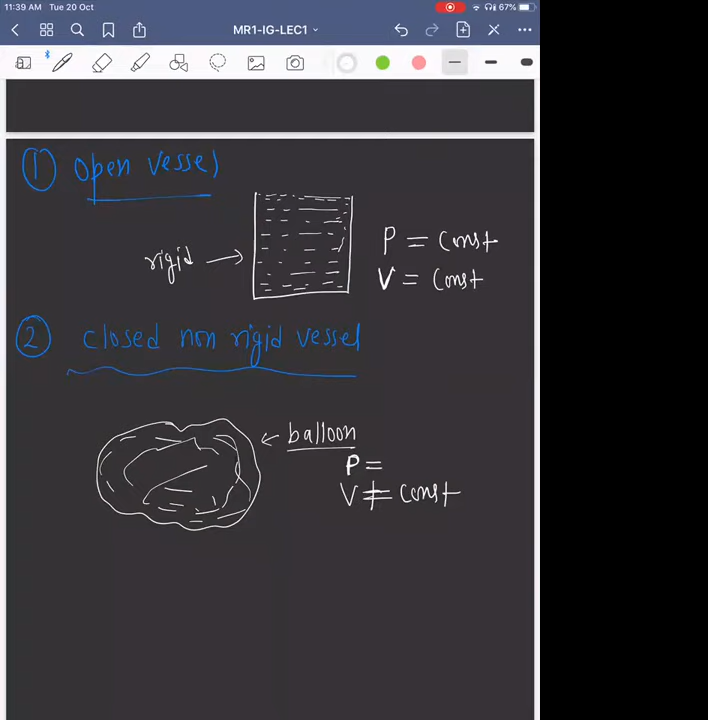 11:39 AM Tue 20 Oct
67%
MR1-IG-LEC1
1 open vessel
rigid
P = Const
V = Const
2 closed non rigid vessel
balloon
P =
V ≠ Const